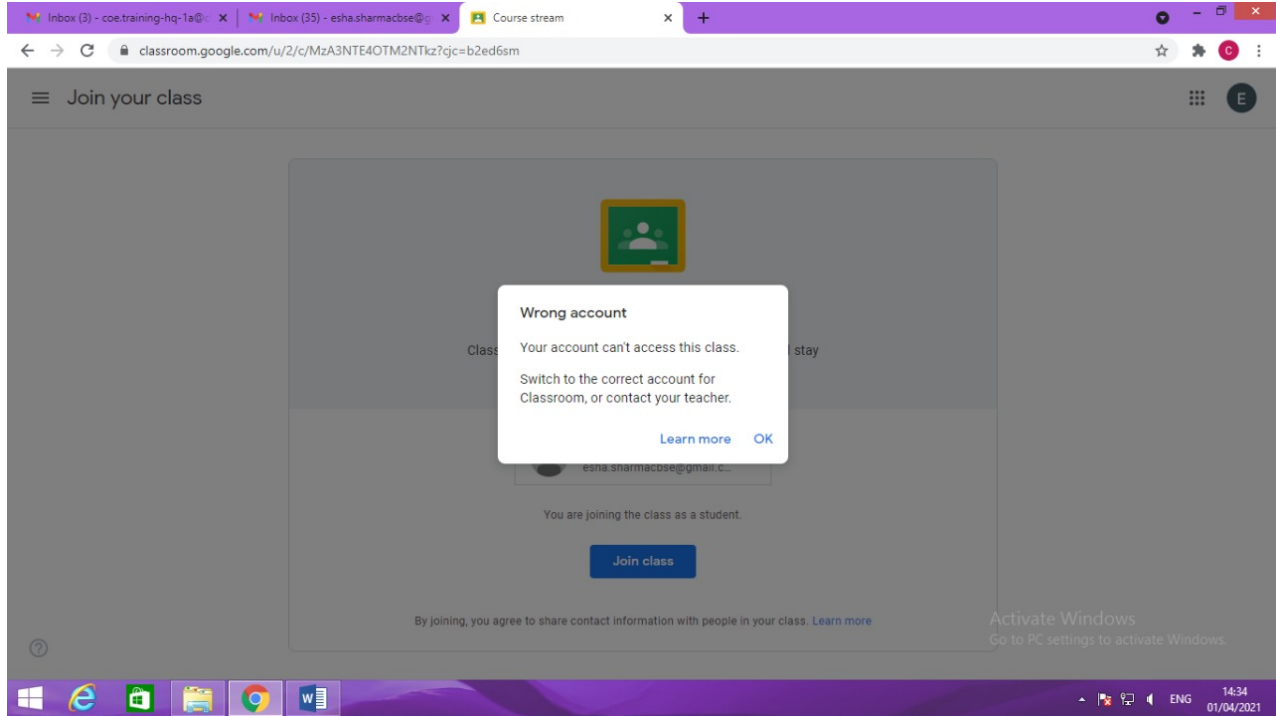 Inbox (3) - coe.training-hq-1a@
Inbox (35) - esha.sharmacbse@g
Course stream
classroom.google.com/u/2/c/MzA3NTE4OTM2NTkz?cjc=b2ed6sm
C
Join your class
E
Wrong account
Your account can't access this class.
Class
stay
Switch to the correct account for
Classroom, or contact your teacher.
Learn more OK
esha.sharmacbse@gmail.c...
You are joining the class as a student.
Join class
By joining, you agree to share contact information with people in your class. Learn more
Activate Windows
Go to PC settings to activate Windows.
ENG
14:34
01/04/2021